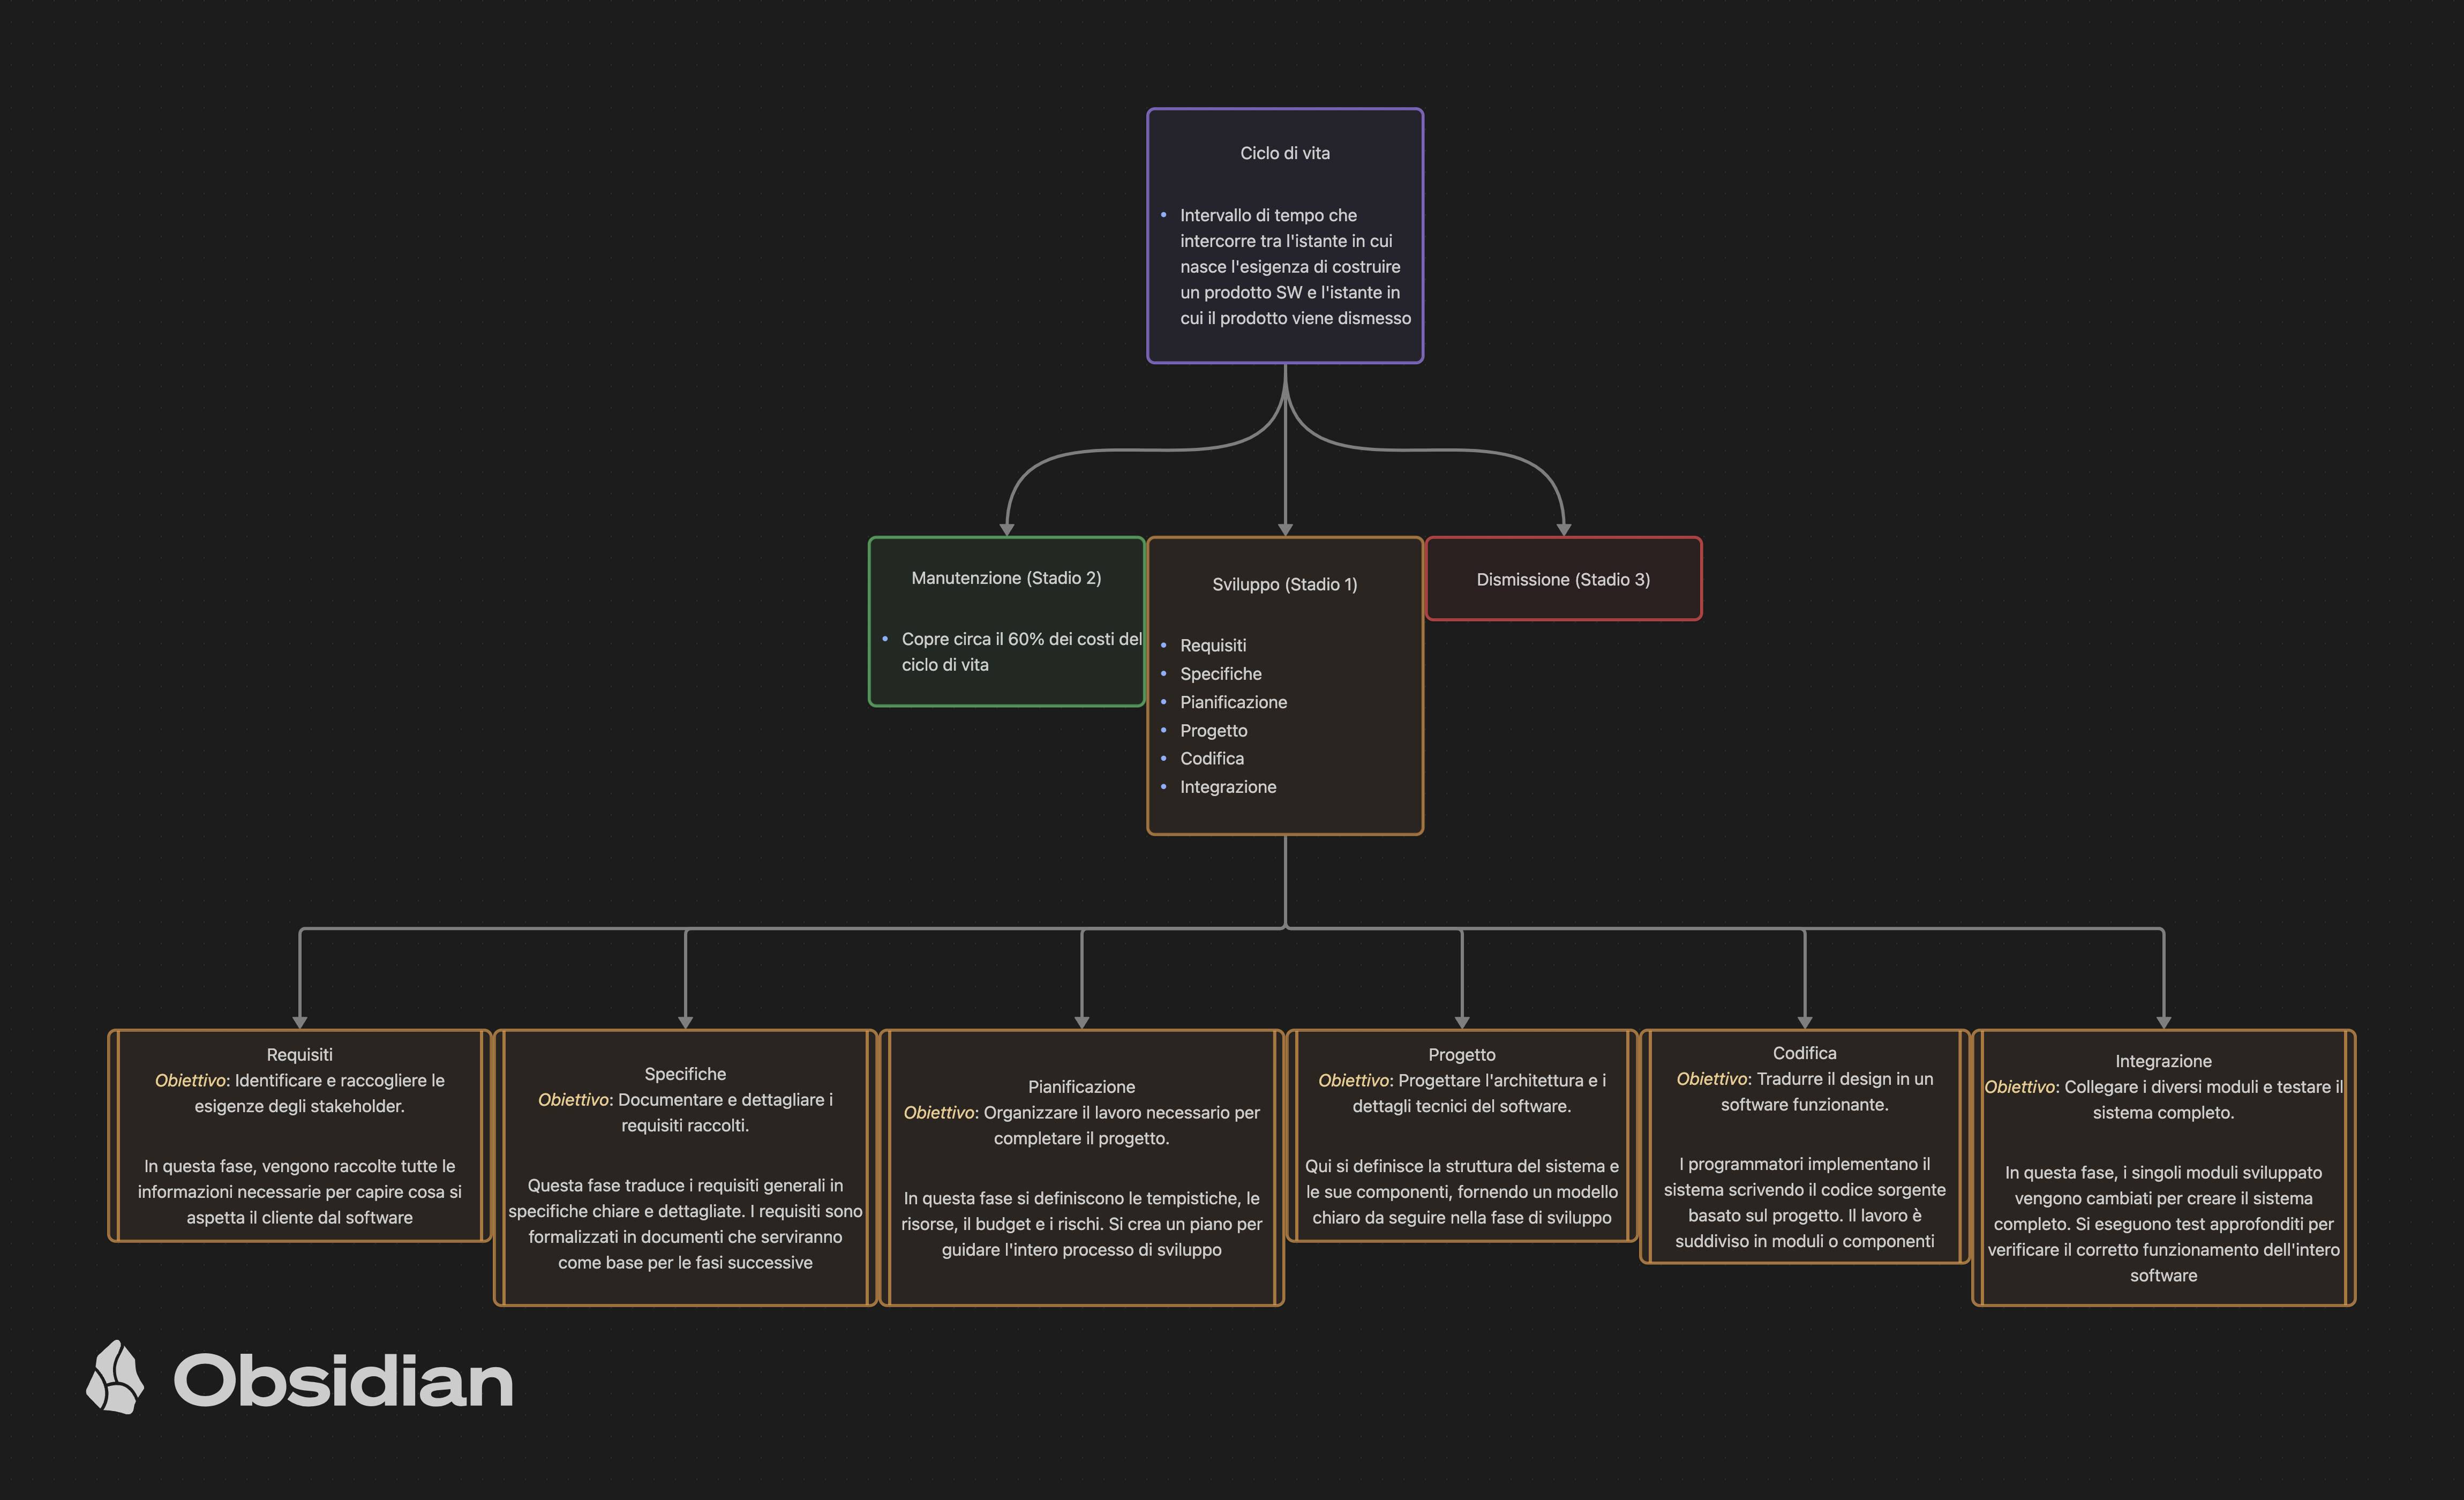 Ciclo di vita
Intervallo di tempo che
intercorre tra l'istante in cui
nasce l'esigenza di costruire
un prodotto SW e l'istante in
cui il prodotto viene dismesso
Manutenzione (Stadio 2)
Copre circa il 60% dei costi del
ciclo di vita
Sviluppo (Stadio 1)
Requisiti
Specifiche
Pianificazione
Progetto
Codifica
Integrazione
Dismissione (Stadio 3)
Requisiti
Obiettivo: Identificare e raccogliere le
esigenze degli stakeholder.
In questa fase, vengono raccolte tutte le
informazioni necessarie per capire cosa si
aspetta il cliente dal software
Specifiche
Obiettivo: Documentare e dettagliare i
requisiti raccolti.
Questa fase traduce i requisiti generali in
specifiche chiare e dettagliate. I requisiti sono
formalizzati in documenti che serviranno
come base per le fasi successive
Pianificazione
Obiettivo: Organizzare il lavoro necessario per
completare il progetto.
In questa fase si definiscono le tempistiche, le
risorse, il budget e i rischi. Si crea un piano per
guidare l'intero processo di sviluppo
Progetto
Obiettivo: Progettare l'architettura e i
dettagli tecnici del software.
Qui si definisce la struttura del sistema e
le sue componenti, fornendo un modello
chiaro da seguire nella fase di sviluppo
Codifica
Obiettivo: Tradurre il design in un
software funzionante.
I programmatori implementano il
sistema scrivendo il codice sorgente
basato sul progetto. Il lavoro è
suddiviso in moduli o componenti
Integrazione
Obiettivo: Collegare i diversi moduli e testare il
sistema completo.
In questa fase, i singoli moduli sviluppato
vengono cambiati per creare il sistema
completo. Si eseguono test approfonditi per
verificare il corretto funzionamento dell'intero
software
Obsidian